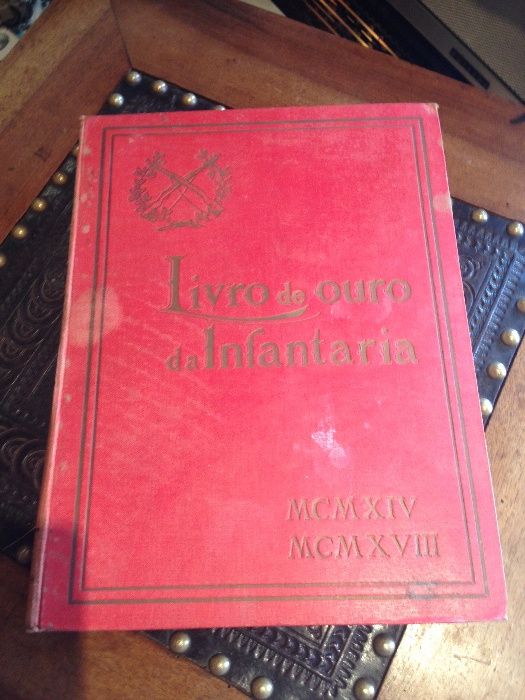 Livro de ouro
da Infantaria
MCMXIV
MCMXVIII